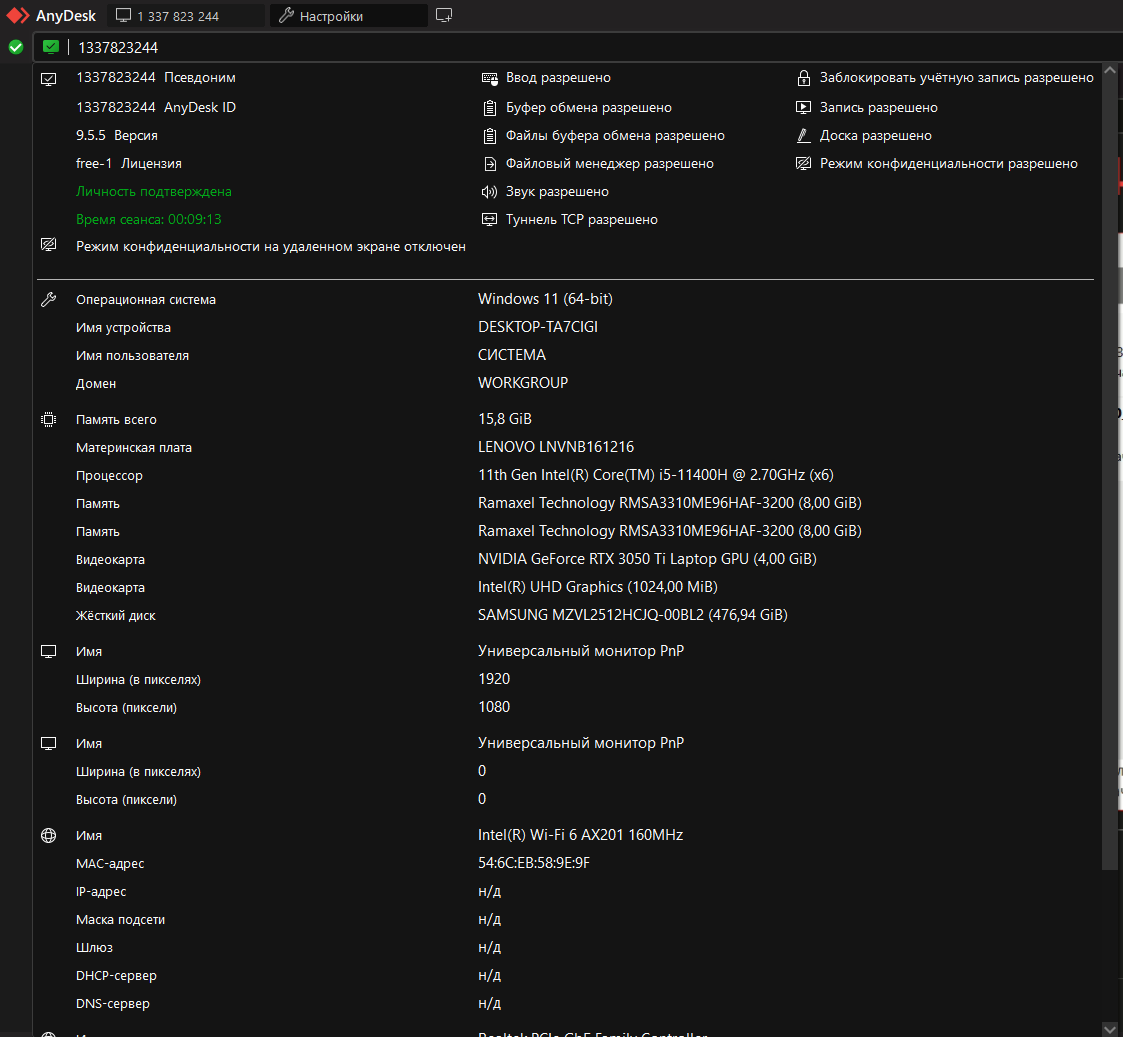 AnyDesk
1 337 823 244
Настройки
1337823244
1337823244 Псевдоним
1337823244 AnyDesk ID
9.5.5 Версия
free-1 Лицензия
Личность подтверждена
Время сеанса: 00:09:13
Режим конфиденциальности на удаленном экране отключен
Ввод разрешено
Буфер обмена разрешено
Файлы буфера обмена разрешено
Файловый менеджер разрешено
Звук разрешено
Туннель TCP разрешено
Заблокировать учётную запись разрешено
Запись разрешено
Доска разрешено
Режим конфиденциальности разрешено
Операционная система Windows 11 (64-bit)
Имя устройства DESKTOP-TA7CIGI
Имя пользователя СИСТЕМА
Домен WORKGROUP
Память всего 15,8 GiB
Материнская плата LENOVO LNVNB161216
Процессор 11th Gen Intel(R) Core(TM) i5-11400H @ 2.70GHz (x6)
Память Ramaxel Technology RMSA3310ME96HAF-3200 (8,00 GiB)
Память Ramaxel Technology RMSA3310ME96HAF-3200 (8,00 GiB)
Видеокарта NVIDIA GeForce RTX 3050 Ti Laptop GPU (4,00 GiB)
Видеокарта Intel(R) UHD Graphics (1024,00 MiB)
Жёсткий диск SAMSUNG MZVL2512HCJQ-00BL2 (476,94 GiB)
Имя Универсальный монитор PnP
Ширина (в пикселях) 1920
Высота (пиксели) 1080
Имя Универсальный монитор PnP
Ширина (в пикселях) 0
Высота (пиксели) 0
Имя Intel(R) Wi-Fi 6 AX201 160MHz
MAC-адрес 54:6C:EB:58:9E:9F
IP-адрес н/д
Маска подсети н/д
Шлюз н/д
DHCP-сервер н/д
DNS-сервер н/д
Realtek PCIe GbE Family Controller